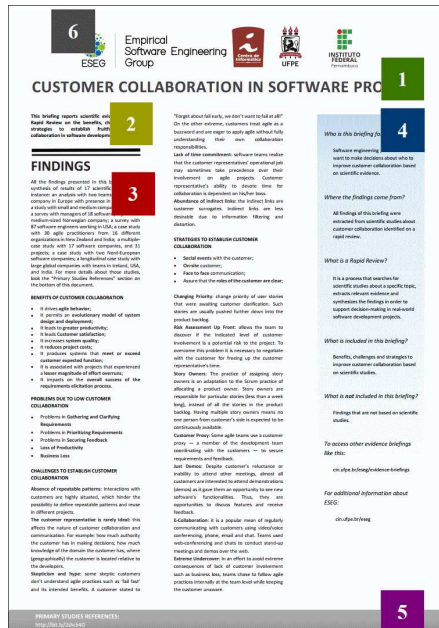 6
ESEG
Empirical
Software Engineering
Group
Centro de
Informática
UFPE
INSTITUTO
FEDERAL
Pernambuco
CUSTOMER COLLABORATION IN SOFTWARE PRO
1
This briefing reports scientific
Rapid Review on the benefits,
strategies to establish
collaboration in software
2
FINDINGS
3
All the findings presented in this
synthesis of results of 17
instance: an analysis with two
company in Europe with presence in
a study with small and medium
a survey with managers of 18 software
medium-sized Norwegian company; a survey with
87 software engineers working in USA; a case study
with 30 agile practitioners from 16 different
organizations in New Zealand and India; a multiple-
case study with 17 software companies, and 31
projects; a case study with two Nord-European
software companies; a longitudinal case study with
large global companies with teams in Ireland, USA,
and India. For more details about those studies,
look the "Primary Studies References" section on
the bottom of this document.
BENEFITS OF CUSTOMER COLLABORATION
• It drives agile behavior;
• It permits an evolutionary model of system
design and deployment;
• It leads to greater productivity;
• It leads Customer satisfaction;
• It increases system quality;
• It reduces project costs;
• It produces systems that meet or exceed
customer expected function;
• It is associated with projects that experienced
a lesser magnitude of effort overruns;
• It impacts on the overall success of the
requirements elicitation process.
PROBLEMS DUE TO LOW CUSTOMER
COLLABORATION
• Problems in Gathering and Clarifying
Requirements
• Problems in Prioritizing Requirements
• Problems in Securing Feedback
• Loss of Productivity
• Business Loss
CHALLENGES TO ESTABLISH CUSTOMER
COLLABORATION
Absence of repeatable patterns: Interactions with
customers are highly situated, which hinder the
possibility to define repeatable patterns and reuse
in different projects.
The customer representative is rarely ideal: this
affects the nature of customer collaboration and
communication. For example: how much authority
the customer has in making decisions; how much
knowledge of the domain the customer has; where
(geographically) the customer is located relative to
the developers.
Skepticism and hype: some skeptic customers
don't understand agile practices such as "fail fast"
and its intended benefits. A customer stated to
"Forget about fail early, we don't want to fail at all!"
On the other extreme, customers treat agile as a
buzzword and are eager to apply agile without fully
understanding their own collaboration
responsibilities.
Lack of time commitment: software teams realize
that the customer representatives' operational job
may sometimes take precedence over their
involvement on agile projects. Customer
representative's ability to devote time for
collaboration is dependent on his/her boss.
Abundance of indirect links: the indirect links are
customer surrogates. Indirect links are less
desirable due to information filtering and
distortion.
STRATEGIES TO ESTABLISH CUSTOMER
COLLABORATION
• Social events with the customer;
• On-site customer;
• Face to face communication;
• Assure that the roles of the customer are clear;
Changing Priority: change priority of user stories
that were awaiting customer clarification. Such
stories are usually pushed further down into the
product backlog.
Risk Assessment Up Front: allows the team to
discover if the indicated level of customer
involvement is a potential risk to the project. To
overcome this problem it is necessary to negotiate
with the customer for freeing up the customer
representative's time.
Story Owners: The practice of assigning story
owners is an adaptation to the Scrum practice of
allocating a product owner. Story owners are
responsible for particular stories (less than a week
long), instead of all the stories in the product
backlog. Having multiple story owners means no
one person from customer's side is expected to be
continuously available.
Customer Proxy: Some agile teams use a customer
proxy — a member of the development team
coordinating with the customers — to secure
requirements and feedback.
Just Demos: Despite customer's reluctance or
inability to attend other meetings, almost all
customers are interested to attend demonstrations
(demos) as it gave them an opportunity to see new
software's functionalities. Thus, they are
opportunities to discuss features and receive
feedback.
E-Collaboration: it is a popular mean of regularly
communicating with customers using video/voice
conferencing, phone, email and chat. Teams used
web-conferencing and chats to conduct stand-up
meetings and demos over the web.
Extreme Undercover: in an effort to avoid extreme
consequences of lack of customer involvement
such as business loss, teams chose to follow agile
practices internally at the team level while keeping
the customer unaware.
4
Who is this briefing
Software engineering
want to make decisions about who to
improve customer collaboration based
on scientific evidence.
Where the findings come from?
All findings of this briefing were
extracted from scientific studies about
customer collaboration identified on a
rapid review.
What is a Rapid Review?
It is a process that searches for
scientific studies about a specific topic,
extracts relevant evidence and
synthesizes the findings in order to
support decision-making in real-world
software development projects.
What is included in this briefing?
Benefits, challenges and strategies to
improve customer collaboration based
on scientific studies.
What is not included in this briefing?
Findings that are not based on scientific
studies.
To access other evidence briefings
like this:
cin.ufpe.br/eseg/evidence-briefings
For additional information about
ESEG:
cin.ufpe.br/eseg
5
PRIMARY STUDIES REFERENCES: